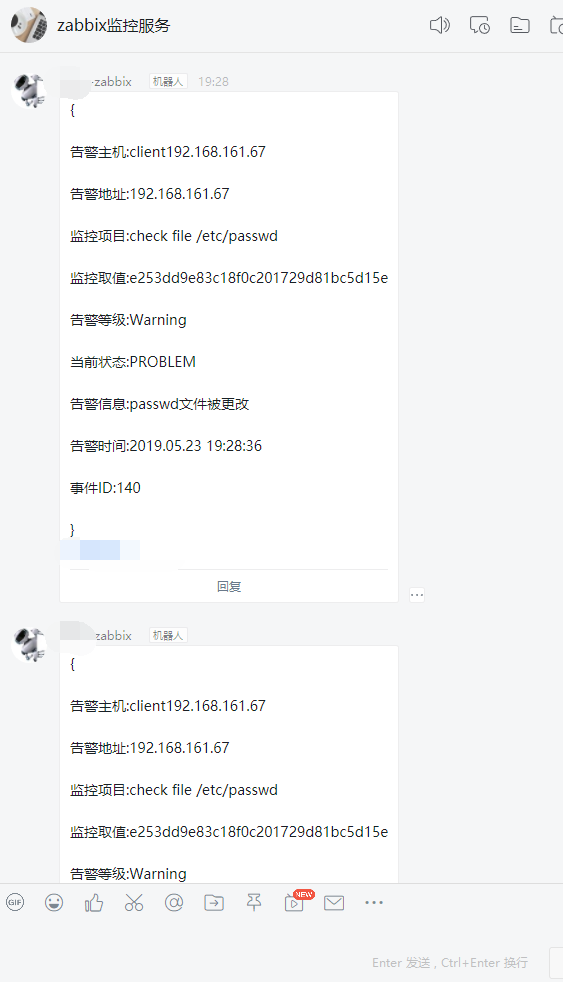 zabbix监控服务
-zabbix 机器人 19:28
{
告警主机:client192.168.161.67
告警地址:192.168.161.67
监控项目:check file /etc/passwd
监控取值:e253dd9e83c18f0c201729d81bc5d15e
告警等级:Warning
当前状态:PROBLEM
告警信息:passwd文件被更改
告警时间:2019.05.23 19:28:36
事件ID:140
}
回复
zabbix 机器人
{
告警主机:client192.168.161.67
告警地址:192.168.161.67
监控项目:check file /etc/passwd
监控取值:e253dd9e83c18f0c201729d81bc5d15e
告警等级:Warning
GIF NEW
Enter 发送 , Ctrl+Enter 换行